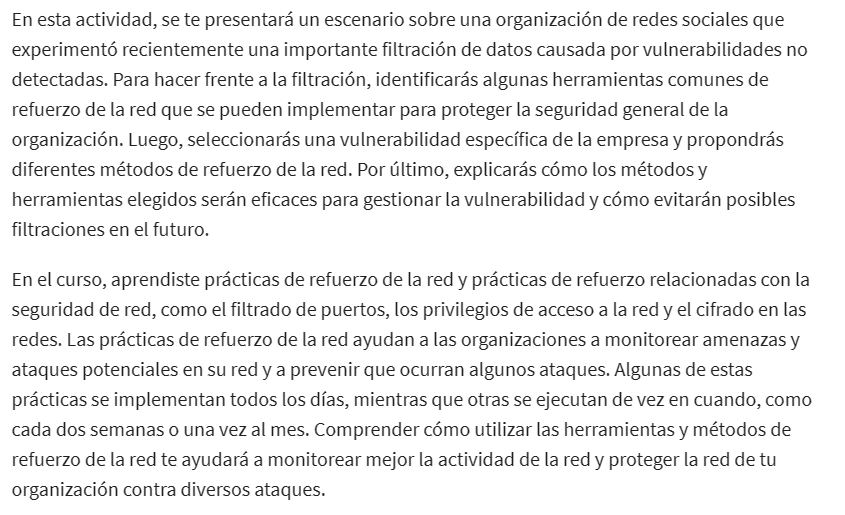 En esta actividad, se te presentará un escenario sobre una organización de redes sociales que
experimentó recientemente una importante filtración de datos causada por vulnerabilidades no
detectadas. Para hacer frente a la filtración, identificarás algunas herramientas comunes de
refuerzo de la red que se pueden implementar para proteger la seguridad general de la
organización. Luego, seleccionarás una vulnerabilidad específica de la empresa y propondrás
diferentes métodos de refuerzo de la red. Por último, explicarás cómo los métodos y
herramientas elegidos serán eficaces para gestionar la vulnerabilidad y cómo evitarán posibles
filtraciones en el futuro.
En el curso, aprendiste prácticas de refuerzo de la red y prácticas de refuerzo relacionadas con la
seguridad de red, como el filtrado de puertos, los privilegios de acceso a la red y el cifrado en las
redes. Las prácticas de refuerzo de la red ayudan a las organizaciones a monitorear amenazas y
ataques potenciales en su red y a prevenir que ocurran algunos ataques. Algunas de estas
prácticas se implementan todos los días, mientras que otras se ejecutan de vez en cuando, como
cada dos semanas o una vez al mes. Comprender cómo utilizar las herramientas y métodos de
refuerzo de la red te ayudará a monitorear mejor la actividad de la red y proteger la red de tu
organización contra diversos ataques.